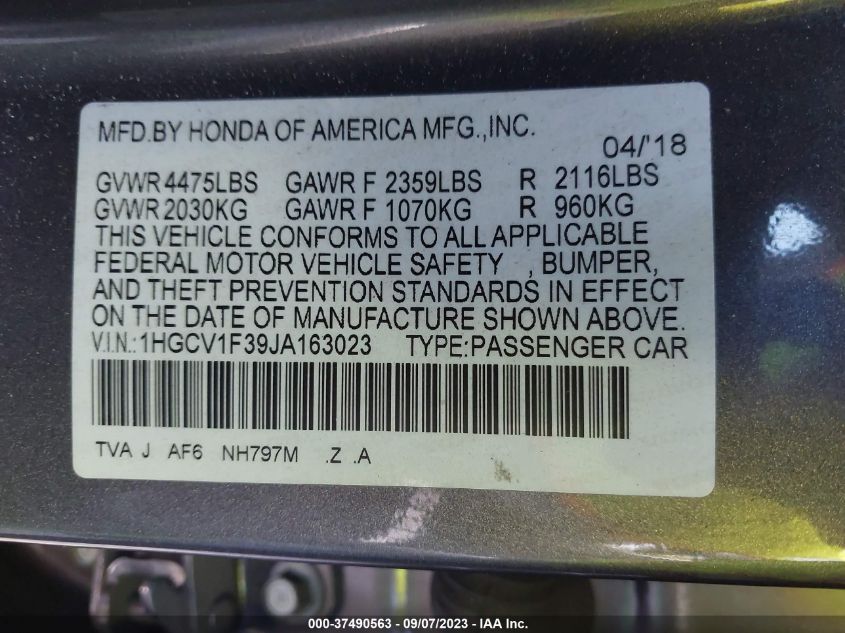 MFD.BY HONDA OF AMERICA MFG.,INC.
04/'18
GVWR 4475LBS GAWR F 2359LBS R 2116LBS
GVWR 2030KG GAWR F 1070KG R 960KG
THIS VEHICLE CONFORMS TO ALL APPLICABLE
FEDERAL MOTOR VEHICLE SAFETY , BUMPER,
AND THEFT PREVENTION STANDARDS IN EFFECT
ON THE DATE OF MANUFACTURE SHOWN ABOVE.
V.I.N.:1HGCV1F39JA163023 TYPE:PASSENGER CAR
TVA J AF6 NH797M .Z .A
000-37490563 - 09/07/2023 - IAA Inc.